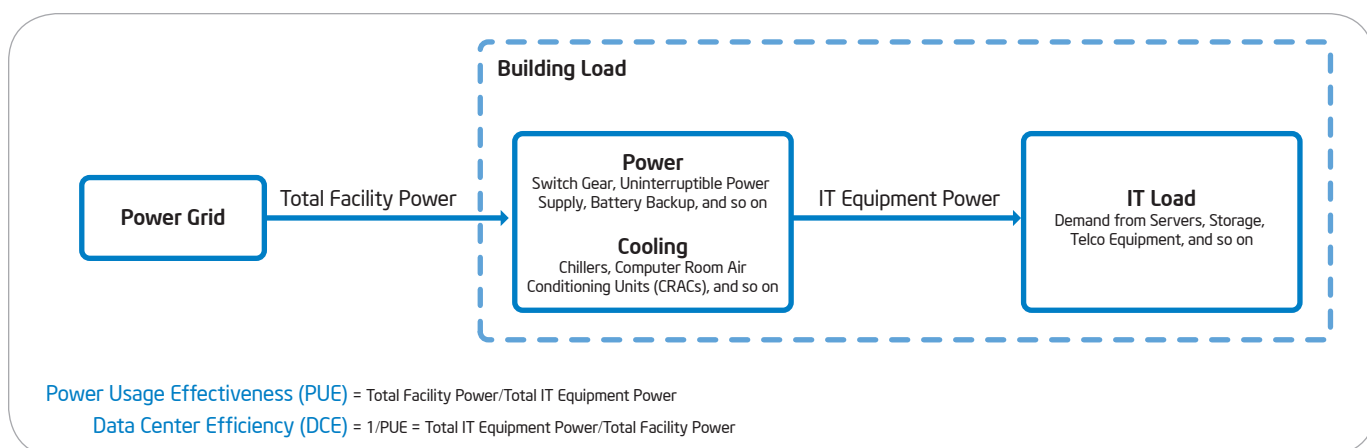 Building Load
Power Grid
Total Facility Power
Power
Switch Gear, Uninterruptible Power
Supply, Battery Backup, and so on
Cooling
Chillers, Computer Room Air
Conditioning Units (CRACs), and so on
IT Equipment Power
IT Load
Demand from Servers, Storage,
Telco Equipment, and so on
Power Usage Effectiveness (PUE) = Total Facility Power/Total IT Equipment Power
Data Center Efficiency (DCE) = 1/PUE = Total IT Equipment Power/Total Facility Power